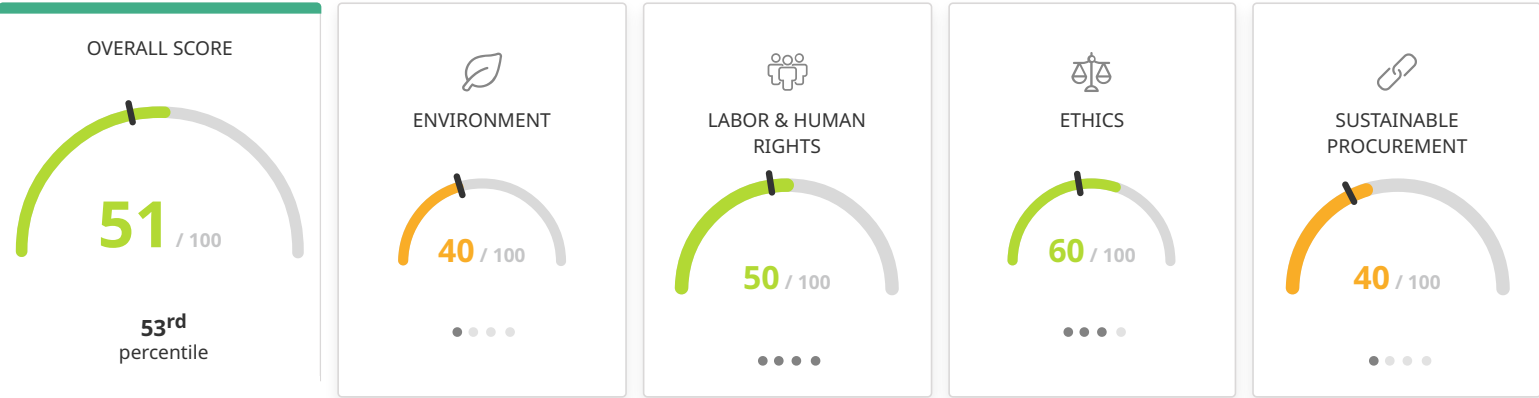 OVERALL SCORE
51 / 100
53rd
percentile
ENVIRONMENT
40 / 100
LABOR & HUMAN
RIGHTS
50 / 100
ETHICS
60 / 100
SUSTAINABLE
PROCUREMENT
40 / 100